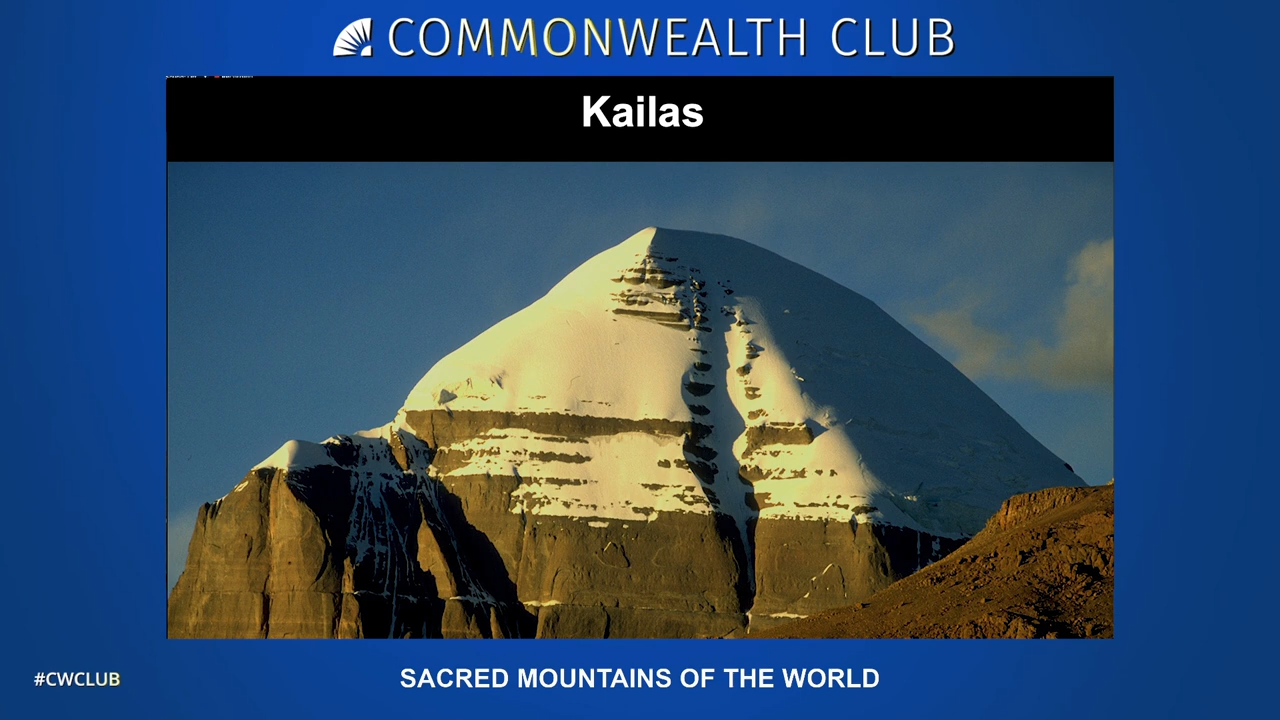 COMMONWEALTH CLUB
Kailas
#CWCLUB
SACRED MOUNTAINS OF THE WORLD